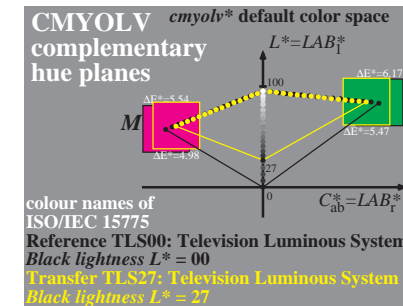 CMYOLV
complementary
hue planes
cmyolv* default color space
L*=LAB*I
100
ΔE*=6.17
ΔE*=5.54
M
ΔE*=5.47
ΔE*=4.98
27
0
C*ab=LAB*r
colour names of
ISO/IEC 15775
Reference TLS00: Television Luminous System
Black lightness L* = 00
Transfer TLS27: Television Luminous System
Black lightness L* = 27